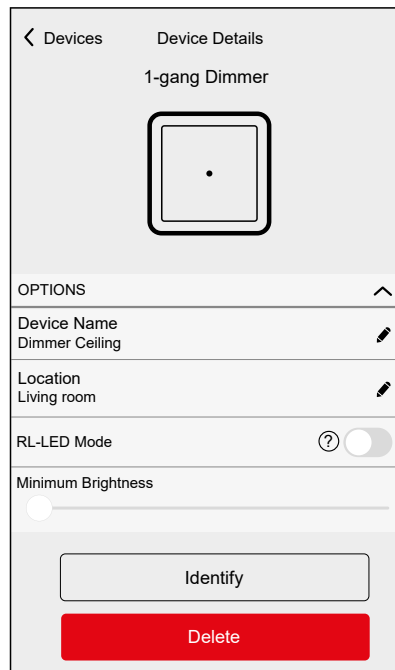 Devices
Device Details
1-gang Dimmer
OPTIONS
Device Name
Dimmer Ceiling
Location
Living room
RL-LED Mode
?
Minimum Brightness
Identify
Delete